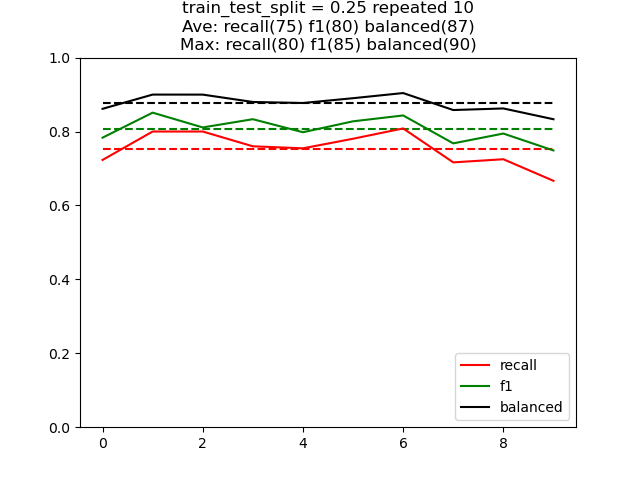 train_test_split = 0.25 repeated 10
Ave: recall(75) f1(80) balanced(87)
Max: recall(80) f1(85) balanced(90)
1.0
0.8
0.6
0.4
0.2
0.0
0
2
4
6
8
recall
f1
balanced